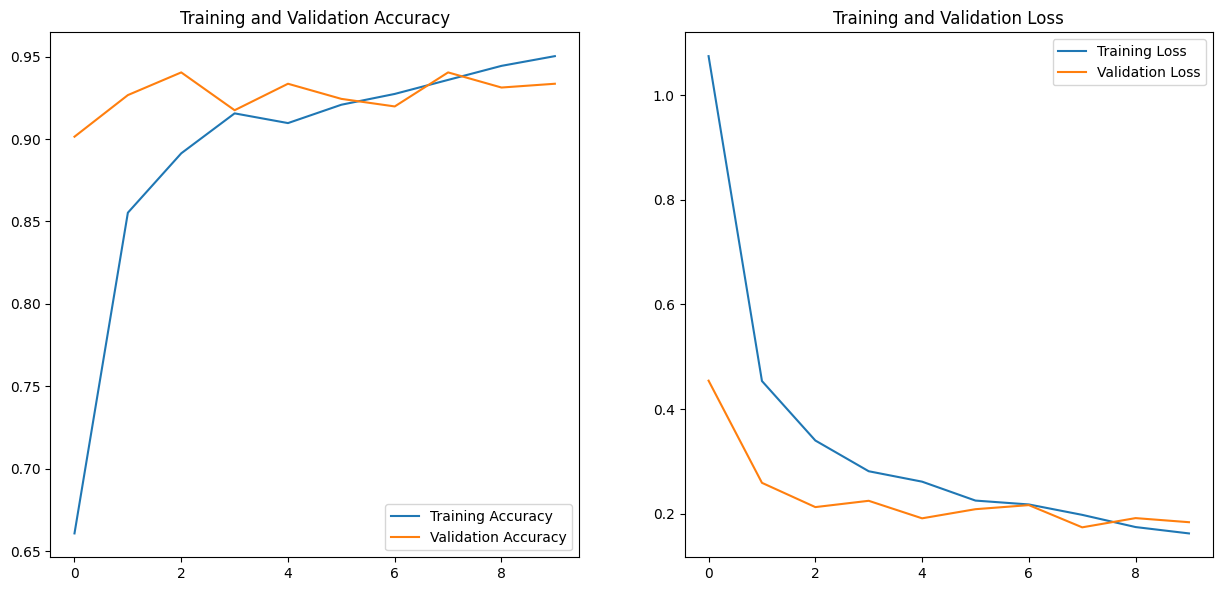 Training and Validation Accuracy
0.95
0.90
0.85
0.80
0.75
0.70
0.65
0 2 4 6 8
Training Accuracy
Validation Accuracy
Training and Validation Loss
1.0
0.8
0.6
0.4
0.2
0 2 4 6 8
Training Loss
Validation Loss